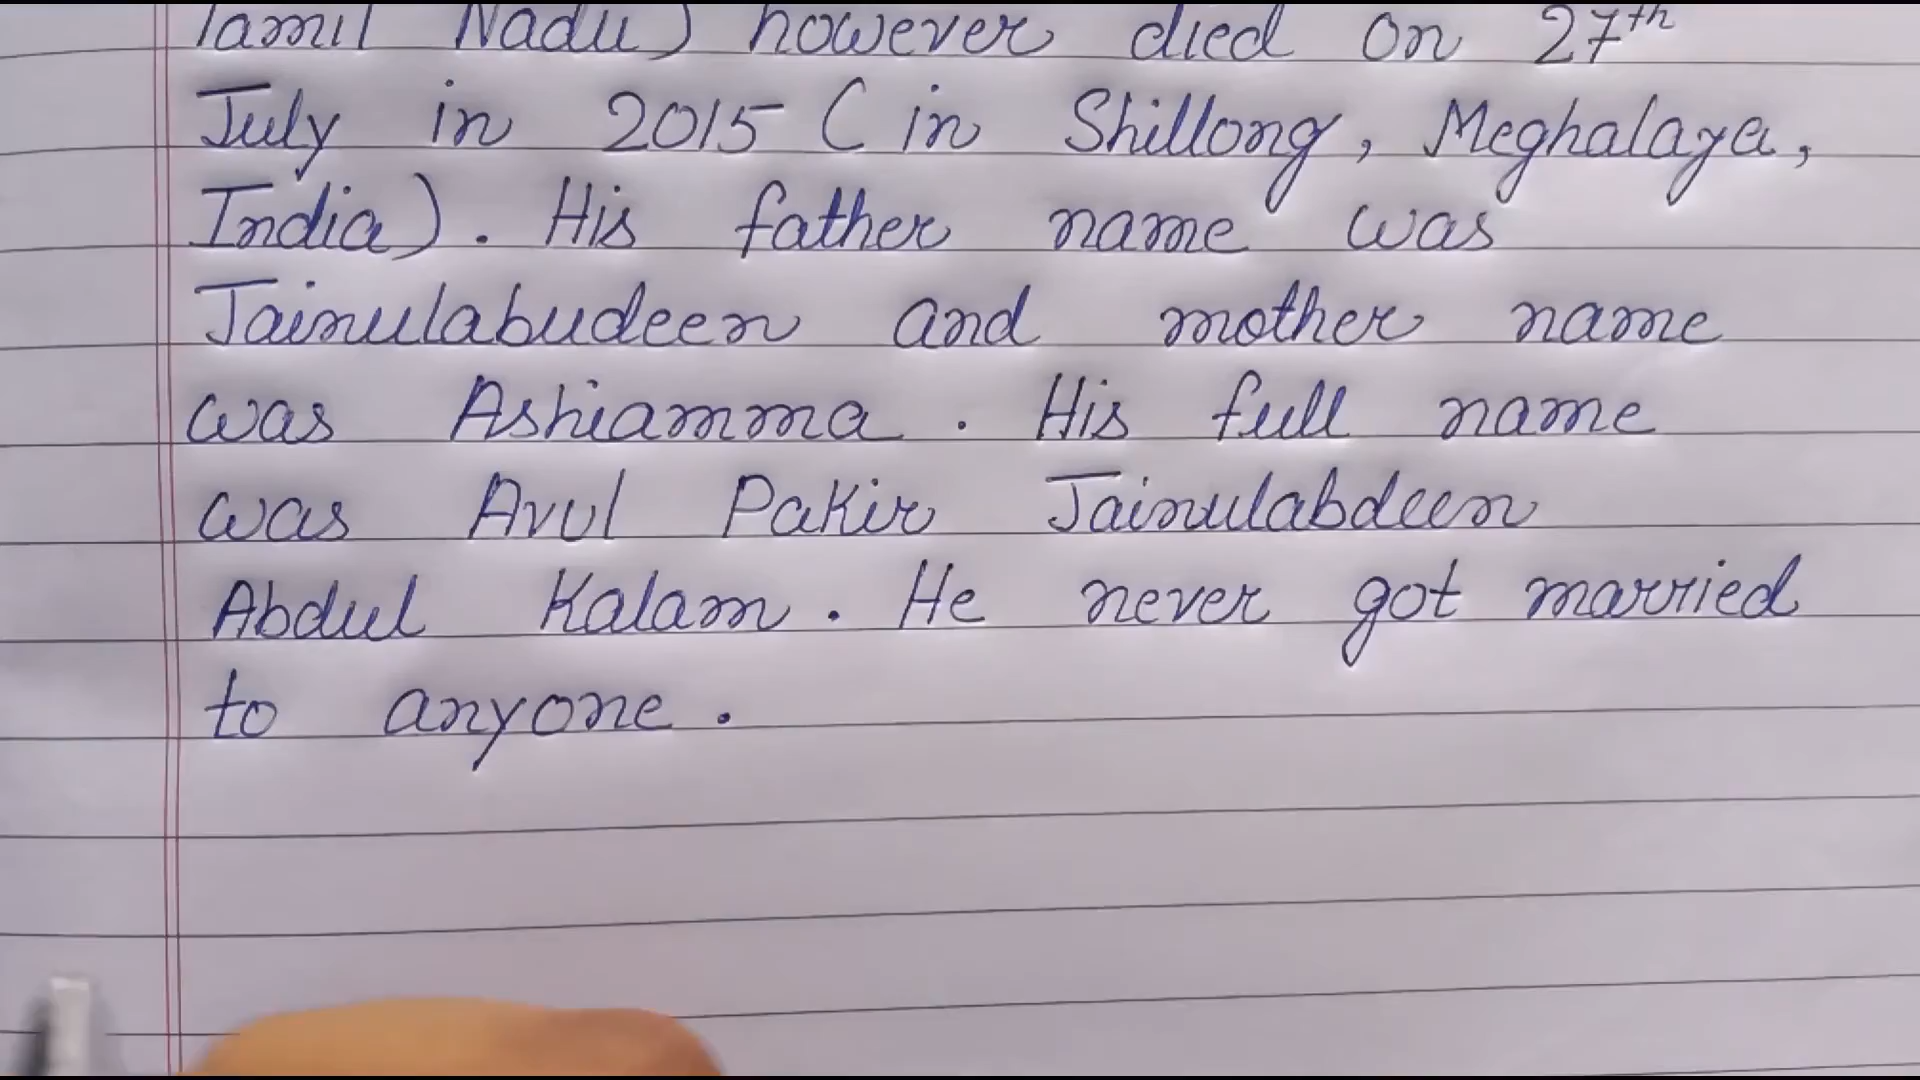 Tamil Nadu) however died on 27th
July in 2015 (in Shillong, Meghalaya,
India). His father name was
Jainulabudeen and mother name
was Ashiamma. His full name
was Avul Pakir Jainulabdeen
Abdul Kalam. He never got married
to anyone.